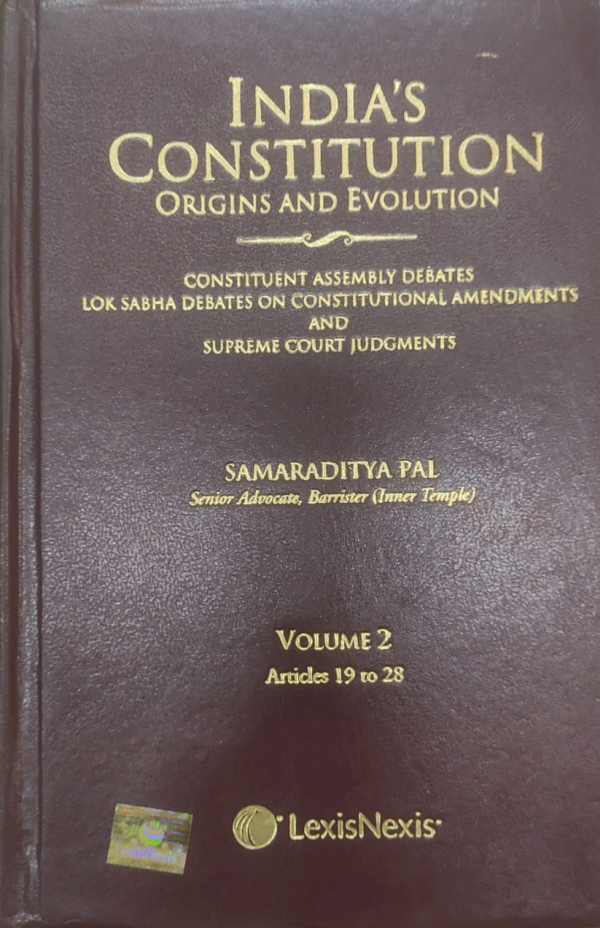 INDIA'S
CONSTITUTION
ORIGINS AND EVOLUTION
CONSTITUENT ASSEMBLY DEBATES
LOK SABHA DEBATES ON CONSTITUTIONAL AMENDMENTS
AND
SUPREME COURT JUDGMENTS
SAMARADITYA PAL
Senior Advocate, Barrister (Inner Temple)
VOLUME 2
Articles 19 to 28
LexisNexis